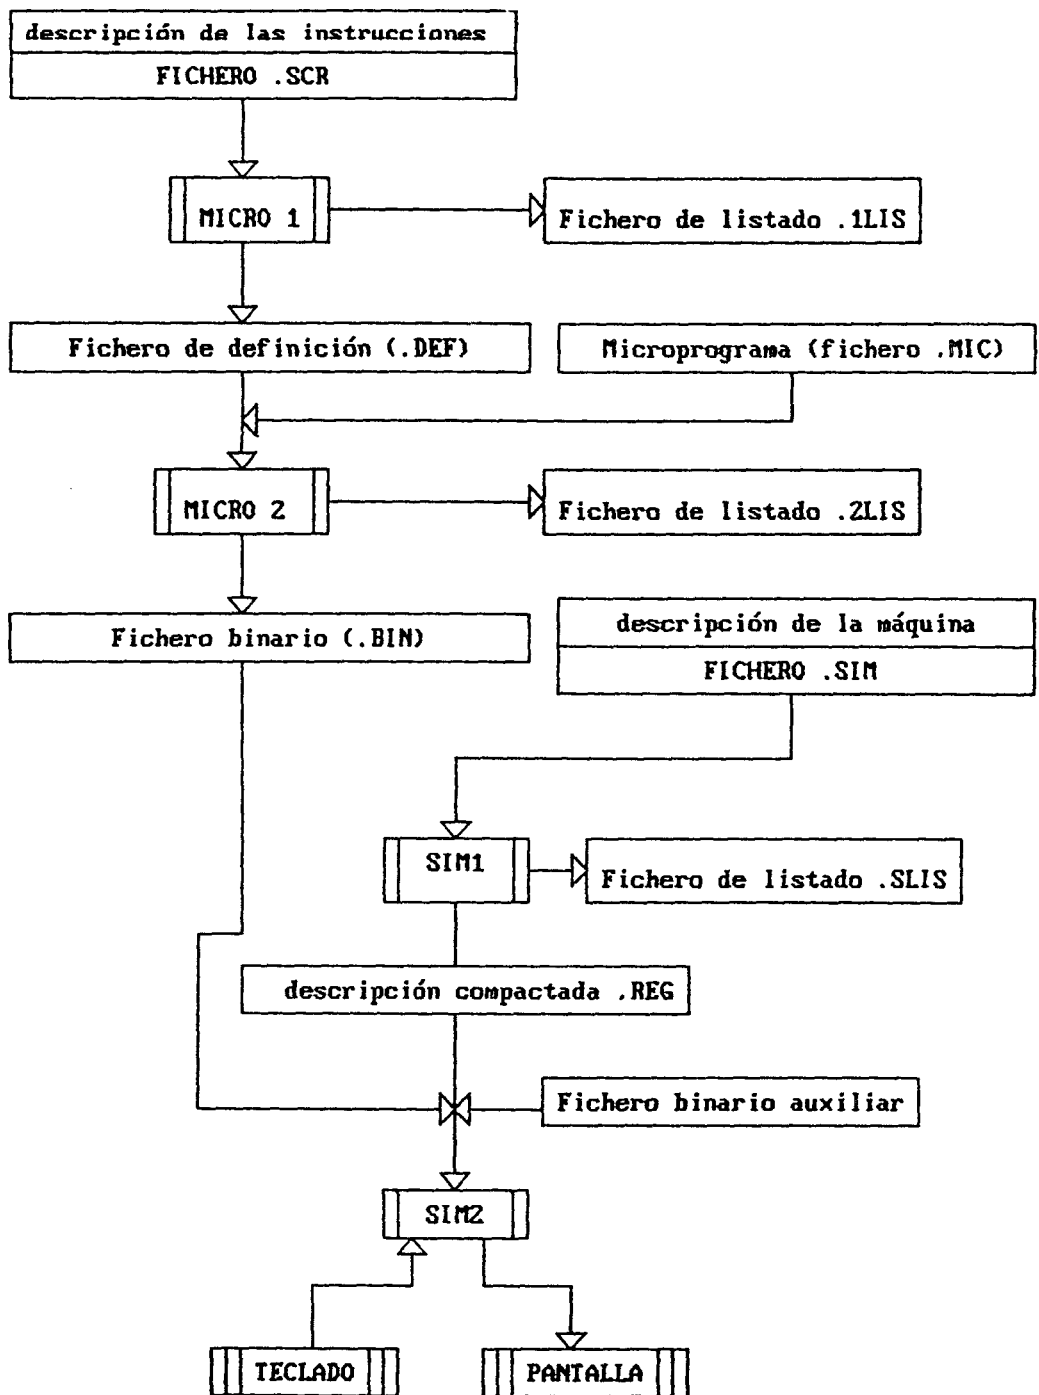 descripción de las instrucciones
FICHERO .SCR
MICRO 1
Fichero de listado .1LIS
Fichero de definición (.DEF)
Microprograma (fichero .MIC)
MICRO 2
Fichero de listado .2LIS
Fichero binario (.BIN)
descripción de la máquina
FICHERO .SIM
SIM1
Fichero de listado .SLIS
descripción compactada .REG
Fichero binario auxiliar
SIM2
TECLADO
PANTALLA